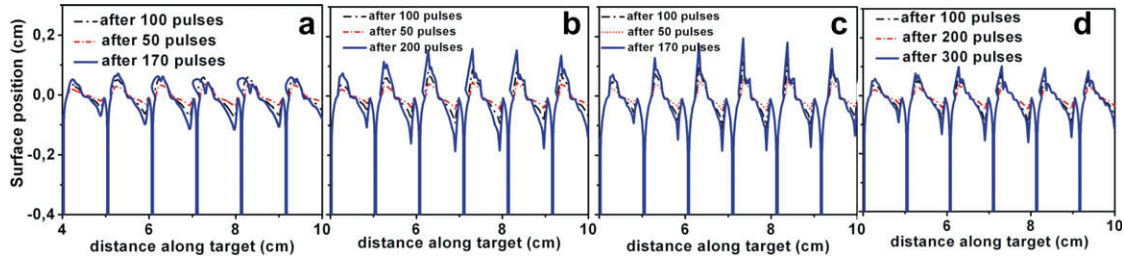 a
after 100 pulses
after 50 pulses
after 170 pulses
b
after 100 pulses
after 50 pulses
after 200 pulses
c
after 100 pulses
after 50 pulses
after 170 pulses
d
after 100 pulses
after 200 pulses
after 300 pulses
Surface position (cm)
0,2
0,0
-0,2
-0,4
4 6 8 10
6 8 10
6 8 10
6 8 10
distance along target (cm)
distance along target (cm)
distance along target (cm)
distance along target (cm)